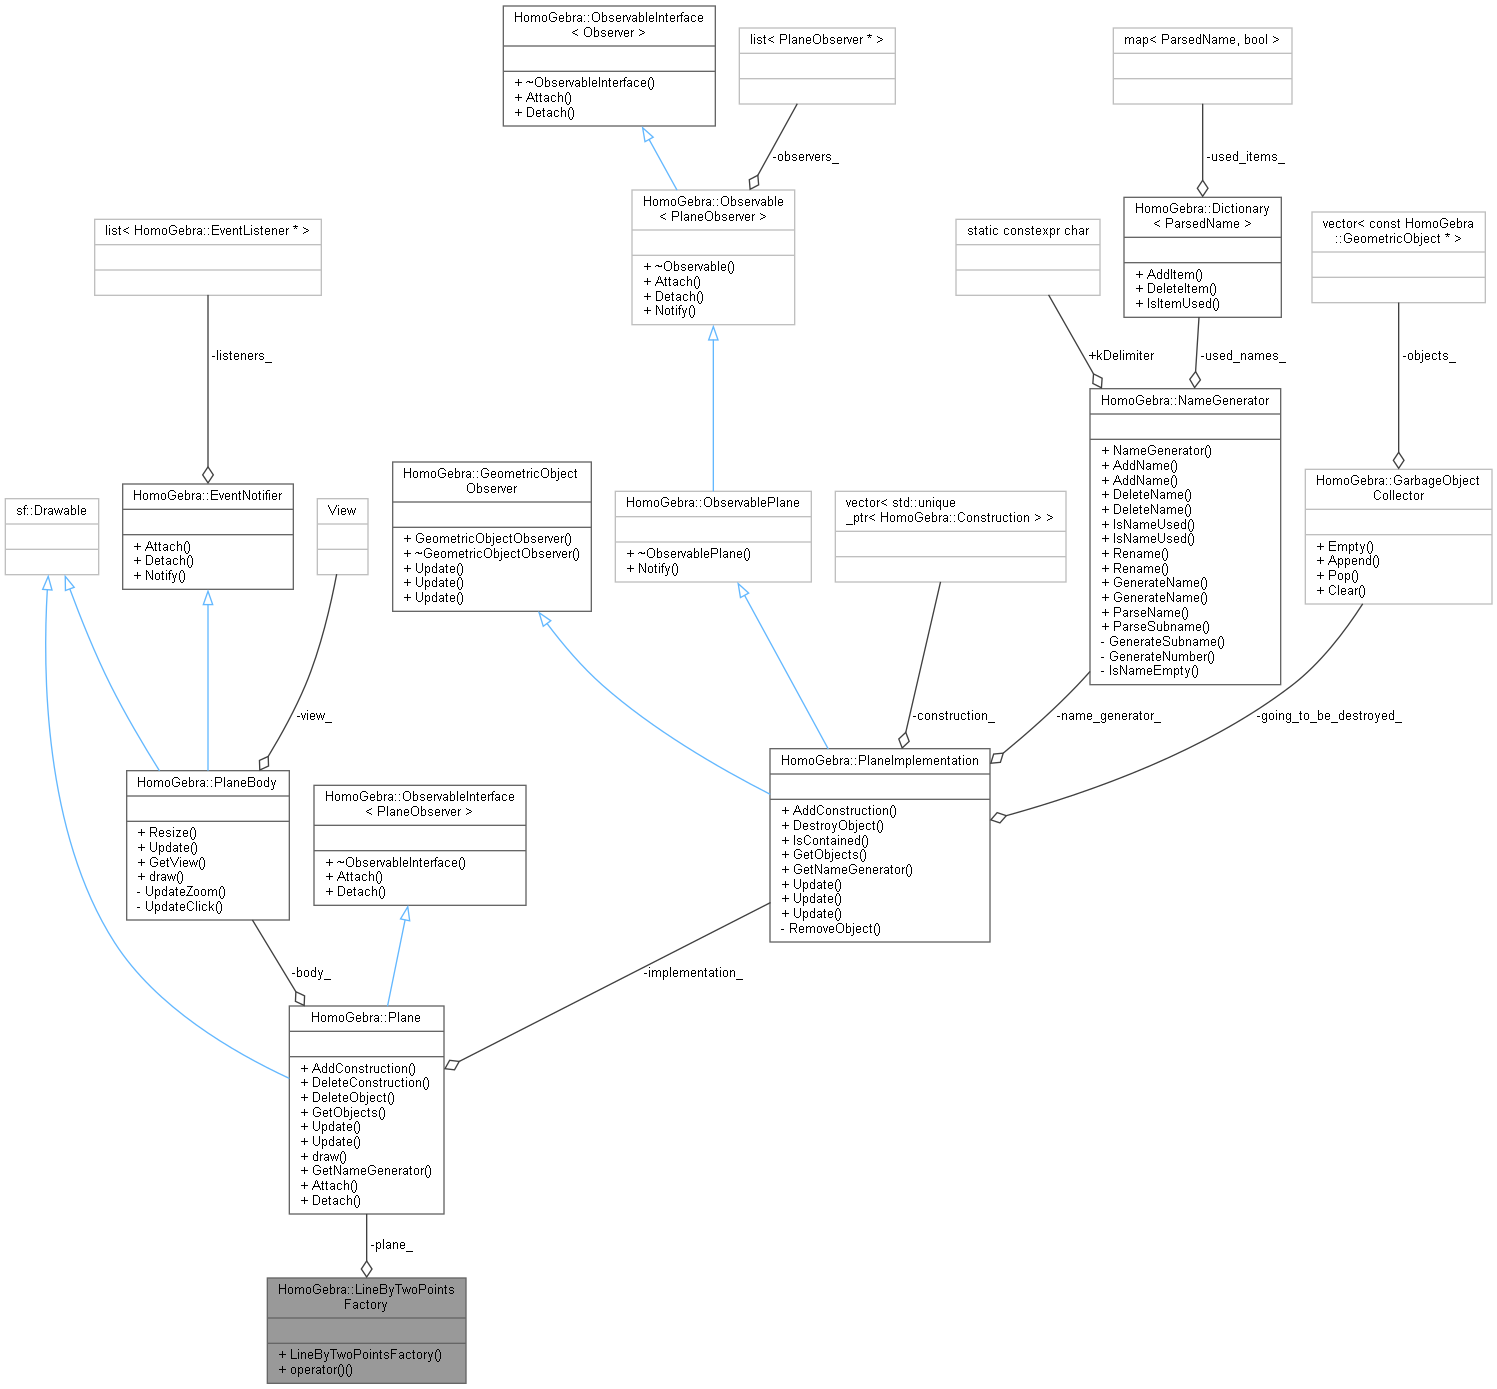 HomoGebra::ObservableInterface
< Observer >
+ ~ObservableInterface()
+ Attach()
+ Detach()
list< PlaneObserver * >
map< ParsedName, bool >
-observers_
-used_items_
HomoGebra::Observable
< PlaneObserver >
+ ~Observable()
+ Attach()
+ Detach()
+ Notify()
HomoGebra::Dictionary
< ParsedName >
+ AddItem()
+ DeleteItem()
+ IsItemUsed()
list< HomoGebra::EventListener * >
static constexpr char
vector< const HomoGebra
::GeometricObject * >
-listeners_
+kDelimiter
-used_names_
-objects_
HomoGebra::NameGenerator
+ NameGenerator()
+ AddName()
+ AddName()
+ DeleteName()
+ DeleteName()
+ IsNameUsed()
+ IsNameUsed()
+ Rename()
+ Rename()
+ GenerateName()
+ GenerateName()
+ ParseName()
+ ParseSubname()
- GenerateSubname()
- GenerateNumber()
- IsNameEmpty()
sf::Drawable
HomoGebra::EventNotifier
+ Attach()
+ Detach()
+ Notify()
View
HomoGebra::GeometricObject
Observer
+ GeometricObjectObserver()
+ ~GeometricObjectObserver()
+ Update()
+ Update()
+ Update()
HomoGebra::ObservablePlane
+ ~ObservablePlane()
+ Notify()
vector< std::unique
_ptr< HomoGebra::Construction > >
HomoGebra::GarbageObject
Collector
+ Empty()
+ Append()
+ Pop()
+ Clear()
-view_
-construction_
-name_generator_
-going_to_be_destroyed_
HomoGebra::PlaneBody
+ Resize()
+ Update()
+ GetView()
+ draw()
- UpdateZoom()
- UpdateClick()
HomoGebra::ObservableInterface
< PlaneObserver >
+ ~ObservableInterface()
+ Attach()
+ Detach()
HomoGebra::PlaneImplementation
+ AddConstruction()
+ DestroyObject()
+ IsContained()
+ GetObjects()
+ GetNameGenerator()
+ Update()
+ Update()
+ Update()
- RemoveObject()
-body_
-implementation_
HomoGebra::Plane
+ AddConstruction()
+ DeleteConstruction()
+ DeleteObject()
+ GetObjects()
+ Update()
+ Update()
+ draw()
+ GetNameGenerator()
+ Attach()
+ Detach()
-plane_
HomoGebra::LineByTwoPoints
Factory
+ LineByTwoPointsFactory()
+ operator()()